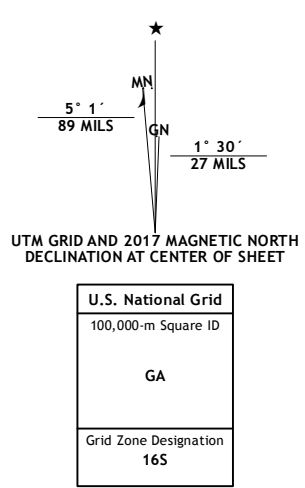 ★
MN
5° 1´
89 MILS
GN
1° 30´
27 MILS
UTM GRID AND 2017 MAGNETIC NORTH
DECLINATION AT CENTER OF SHEET
U.S. National Grid
100,000-m Square ID
GA
Grid Zone Designation
16S